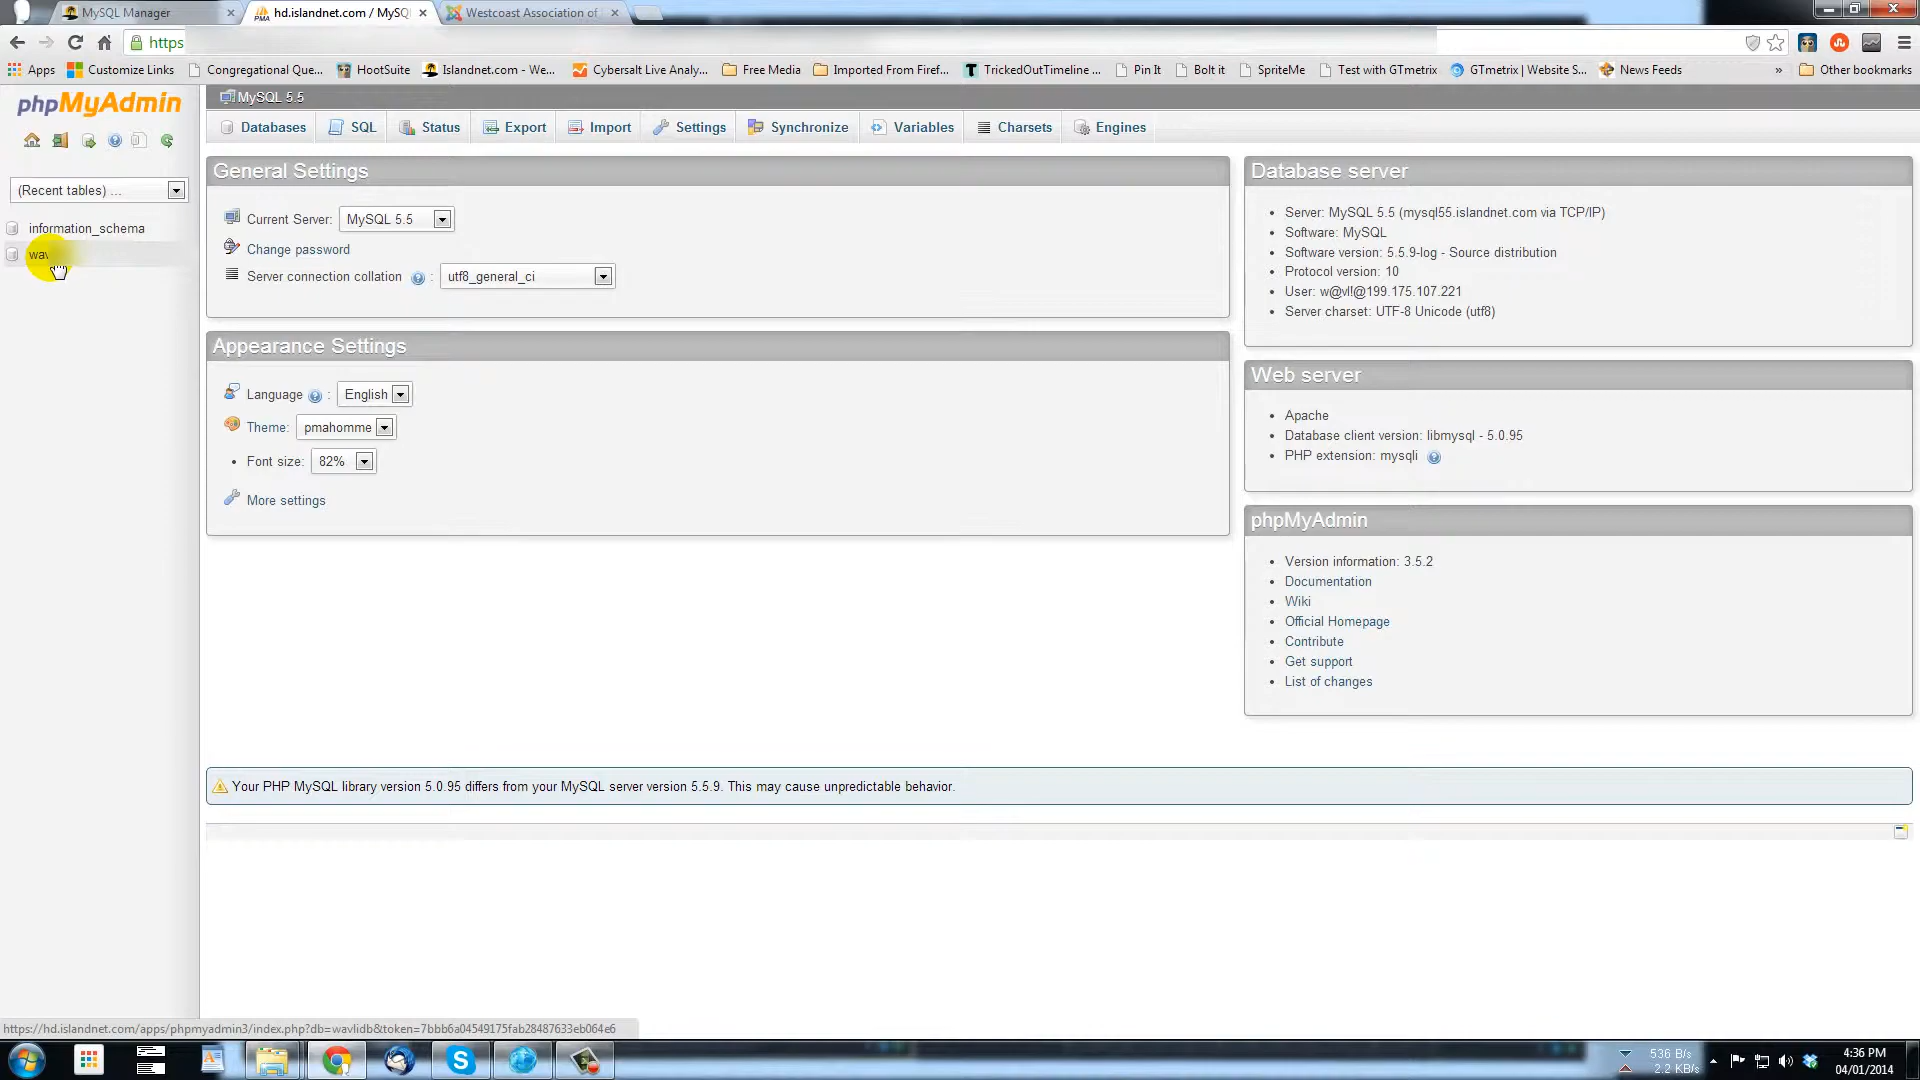 MySQL Manager
hd.islandnet.com / MySQ
Westcoast Association of
https
Apps
Customize Links
Congregational Que...
HootSuite
Islandnet.com - We...
Cybersalt Live Analy...
Free Media
Imported From Firef...
TrickedOutTimeline ...
Pin It
Bolt it
SpriteMe
Test with GTmetrix
GTmetrix | Website S...
News Feeds
»
Other bookmarks
phpMyAdmin
(Recent tables) ...
information_schema
wav
MySQL 5.5
Databases
SQL
Status
Export
Import
Settings
Synchronize
Variables
Charsets
Engines
General Settings
Current Server: MySQL 5.5
Change password
Server connection collation : utf8_general_ci
Appearance Settings
Language : English
Theme: pmahomme
• Font size: 82%
More settings
Database server
• Server: MySQL 5.5 (mysql55.islandnet.com via TCP/IP)
• Software: MySQL
• Software version: 5.5.9-log - Source distribution
• Protocol version: 10
• User: w@vl!@199.175.107.221
• Server charset: UTF-8 Unicode (utf8)
Web server
• Apache
• Database client version: libmysql - 5.0.95
• PHP extension: mysqli
phpMyAdmin
• Version information: 3.5.2
• Documentation
• Wiki
• Official Homepage
• Contribute
• Get support
• List of changes
Your PHP MySQL library version 5.0.95 differs from your MySQL server version 5.5.9. This may cause unpredictable behavior.
https://hd.islandnet.com/apps/phpmyadmin3/index.php?db=wavlidb&token=7bbb6a04549175fab28487633eb064e6
536 B/s
2.2 KB/s
4:36 PM
04/01/2014